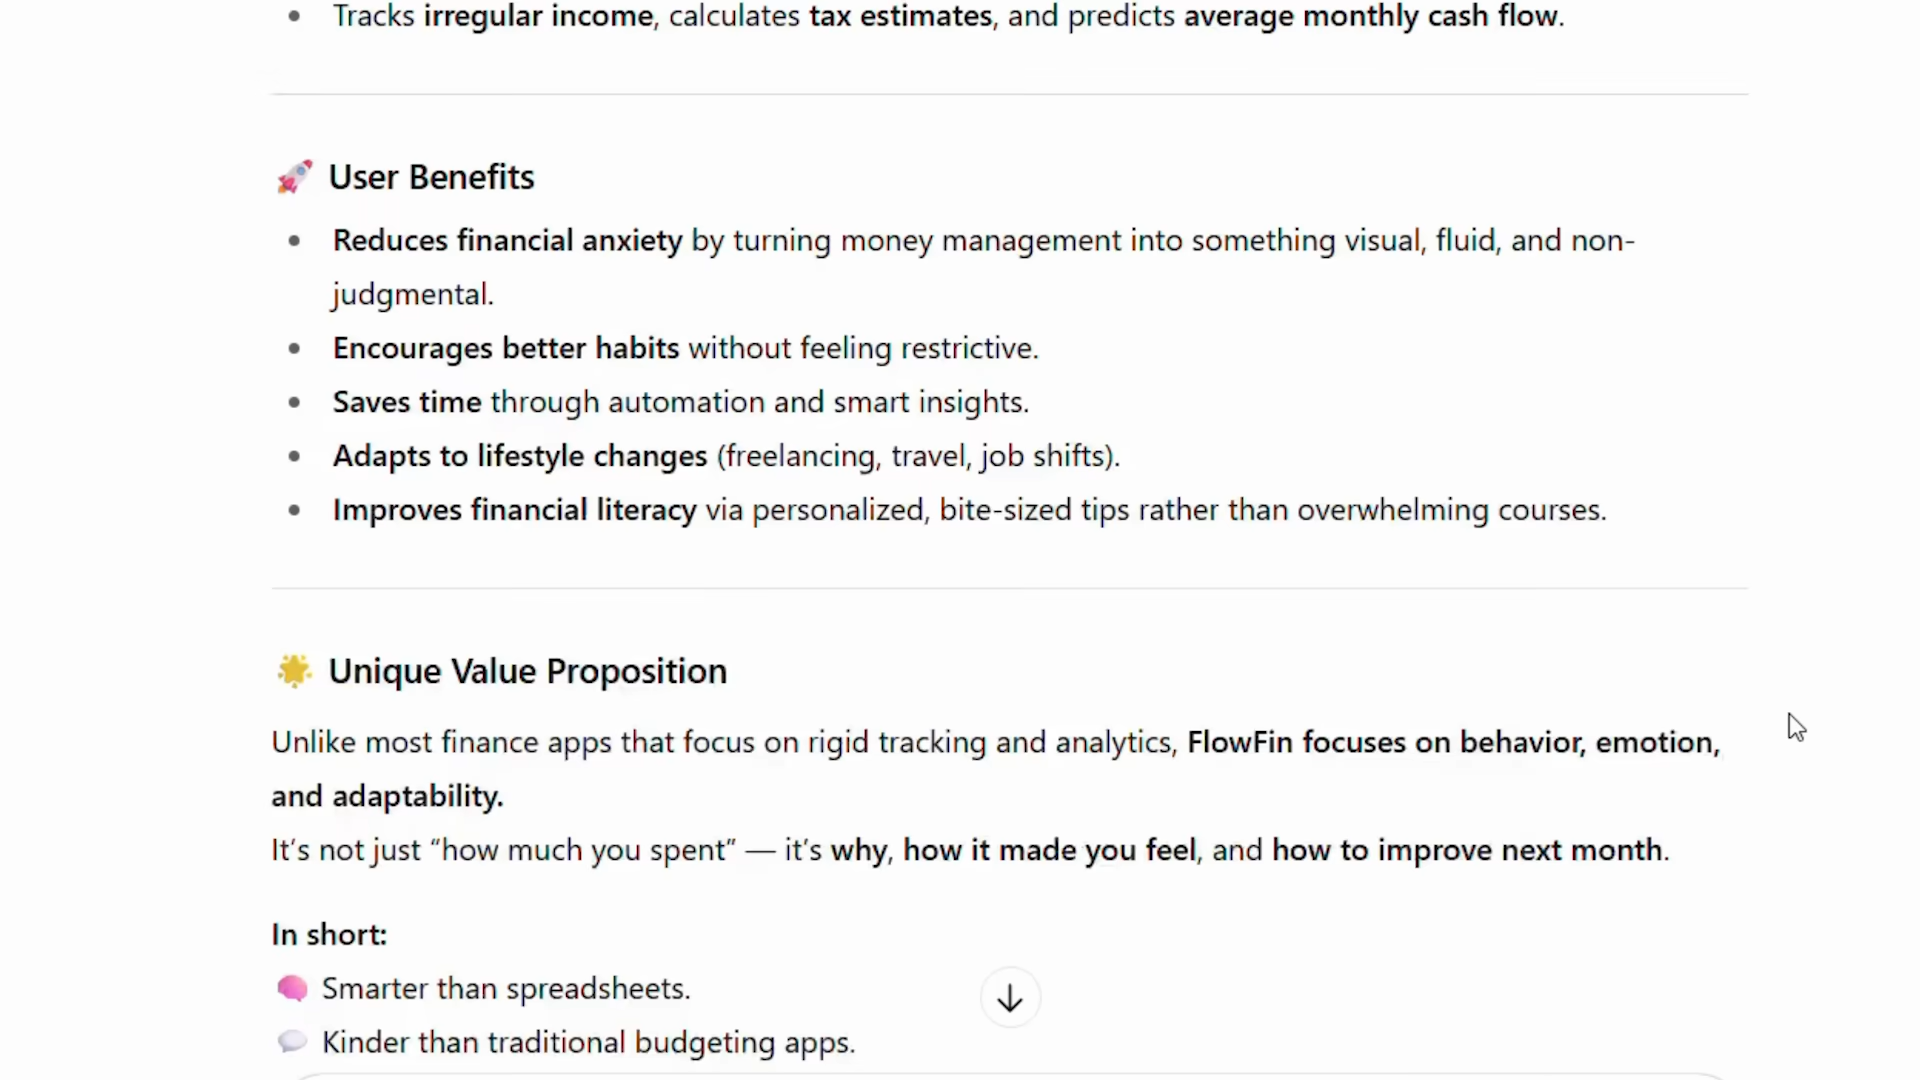 Tracks irregular income, calculates tax estimates, and predicts average monthly cash flow.
User Benefits
Reduces financial anxiety by turning money management into something visual, fluid, and non-
judgmental.
Encourages better habits without feeling restrictive.
Saves time through automation and smart insights.
Adapts to lifestyle changes (freelancing, travel, job shifts).
Improves financial literacy via personalized, bite-sized tips rather than overwhelming courses.
Unique Value Proposition
Unlike most finance apps that focus on rigid tracking and analytics, FlowFin focuses on behavior, emotion,
and adaptability.
It’s not just “how much you spent” — it’s why, how it made you feel, and how to improve next month.
In short:
Smarter than spreadsheets.
Kinder than traditional budgeting apps.